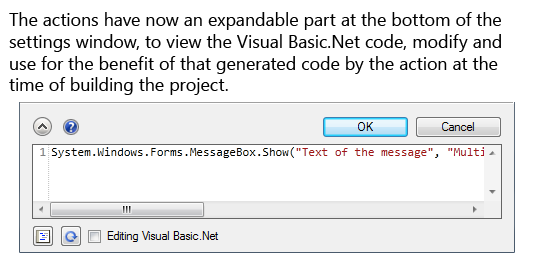 The actions have now an expandable part at the bottom of the
settings window, to view the Visual Basic.Net code, modify and
use for the benefit of that generated code by the action at the
time of building the project.
OK Cancel
1 System.Windows.Forms.MessageBox.Show("Text of the message", "Multi
Editing Visual Basic.Net